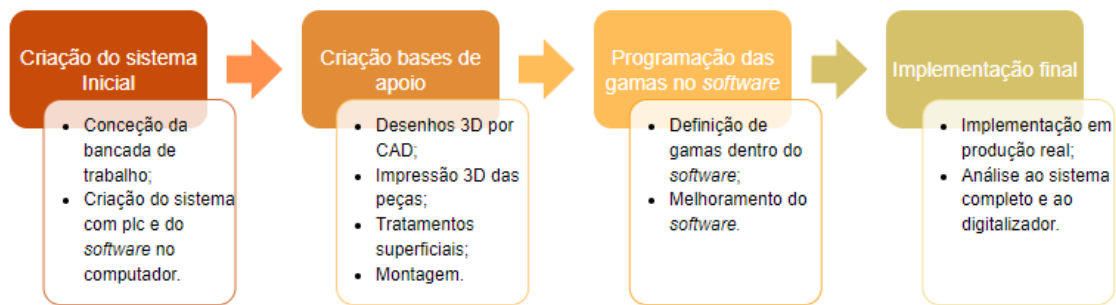 Criação do sistema
Inicial
• Conceção da
bancada de
trabalho;
• Criação do sistema
com plc e do
software no
computador.
Criação bases de
apoio
• Desenhos 3D por
CAD;
• Impressão 3D das
peças;
• Tratamentos
superficiais;
• Montagem.
Programação das
gamas no software
• Definição de
gamas dentro do
software;
• Melhoramento do
software.
Implementação final
• Implementação em
produção real;
• Análise ao sistema
completo e ao
digitalizador.